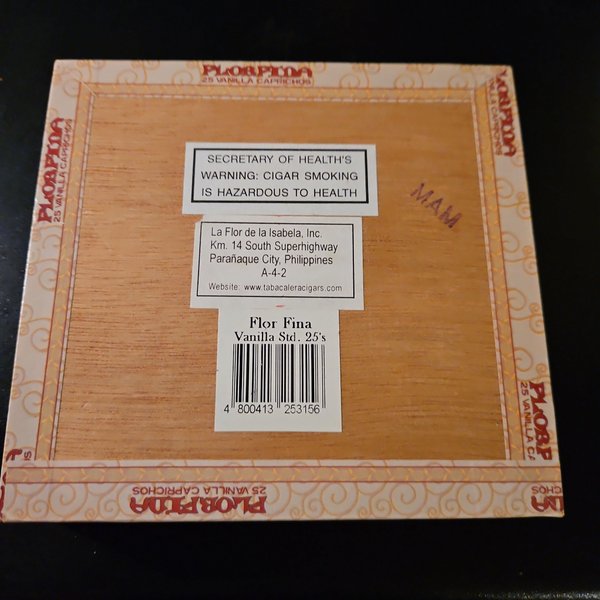 FLORFINA
25 VANILLA CAPRICHOS
FLORFINA
25 VANILLA CAPRICHOS
SECRETARY OF HEALTH'S
WARNING: CIGAR SMOKING
IS HAZARDOUS TO HEALTH
MAM
La Flor de la Isabela, Inc.
Km. 14 South Superhighway
Parañaque City, Philippines
A-4-2
Website: www.tabacaleracigars.com
Flor Fina
Vanilla Std. 25's
4 800413 253156
25 VANILLA CAPRICHOS
FLORFINA